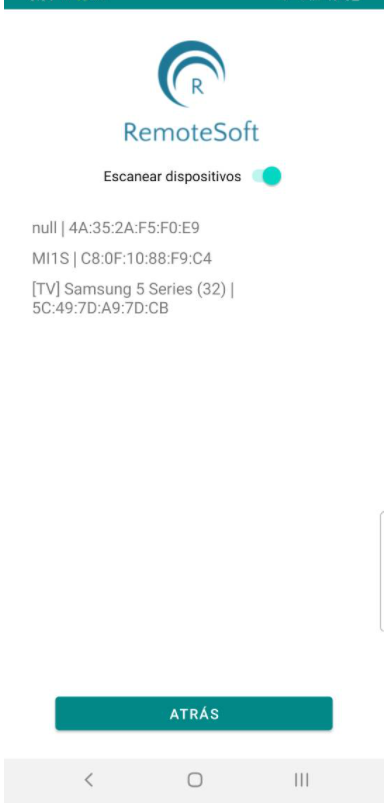 R
RemoteSoft
Escanear dispositivos
null | 4A:35:2A:F5:F0:E9
MI1S | C8:0F:10:88:F9:C4
[TV] Samsung 5 Series (32) |
5C:49:7D:A9:7D:CB
ATRÁS